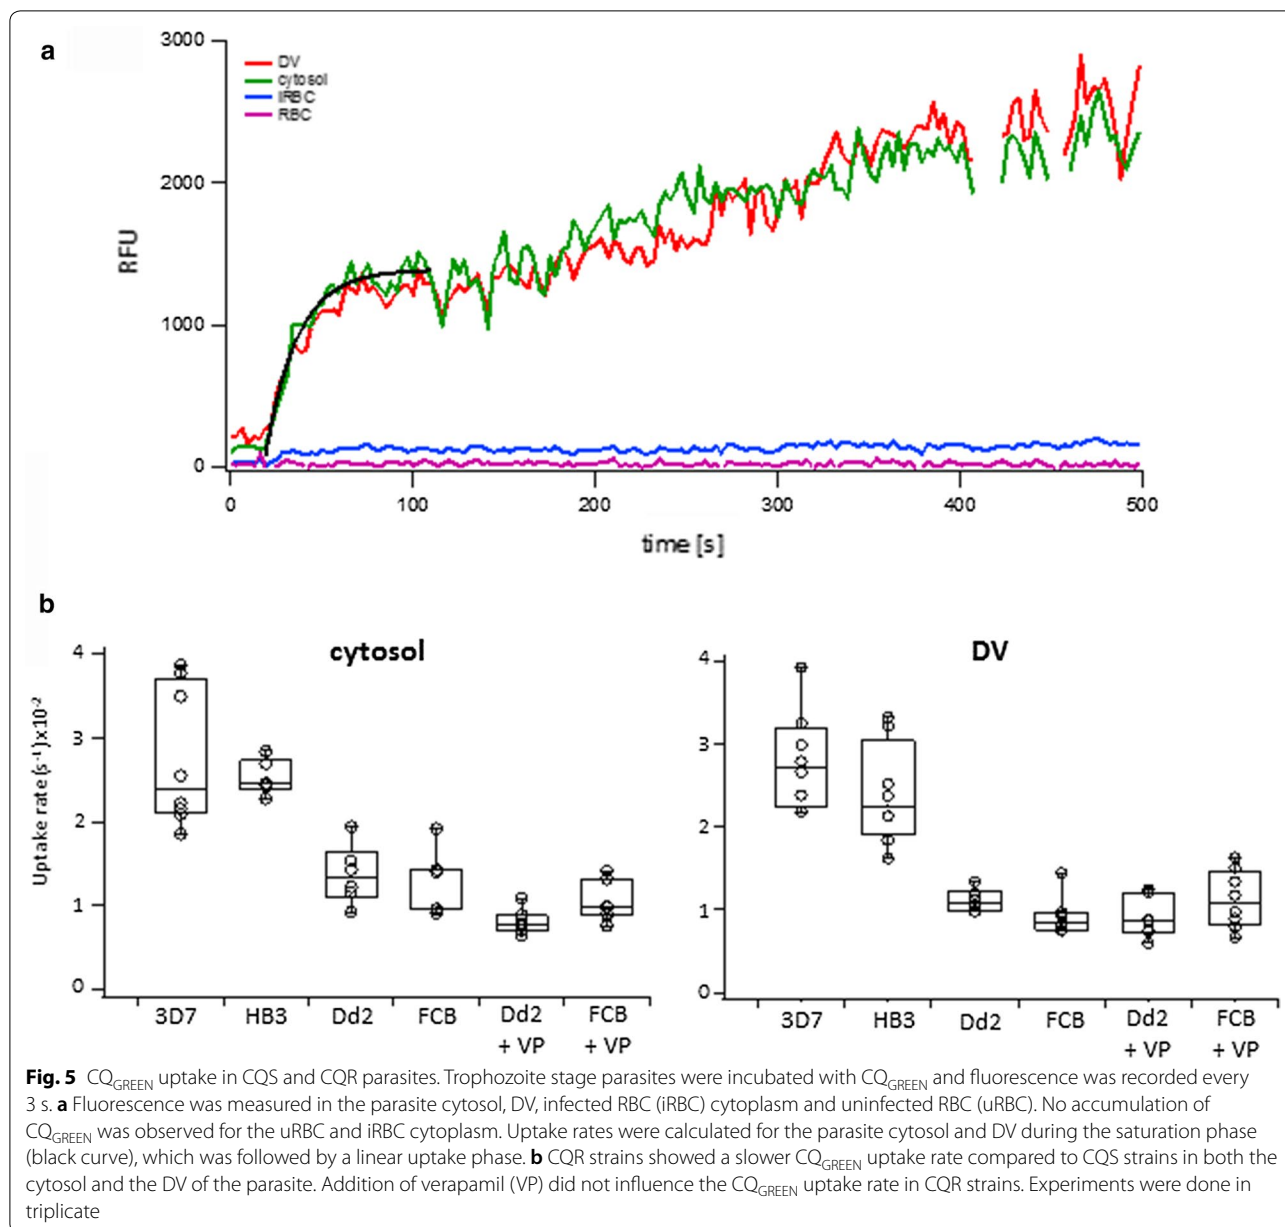 a
3000
DV
cytosol
iRBC
RBC
2000
RFU
1000
0
0 100 200 300 400 500
time [s]
b
cytosol
4
3
2
1
0
Uptake rate (s⁻¹)x10⁻²
3D7 HB3 Dd2 FCB Dd2 FCB
+ VP + VP
DV
4
3
2
1
0
3D7 HB3 Dd2 FCB Dd2 FCB
+ VP + VP
Fig. 5 CQGREEN uptake in CQS and CQR parasites. Trophozoite stage parasites were incubated with CQGREEN and fluorescence was recorded every
3 s. a Fluorescence was measured in the parasite cytosol, DV, infected RBC (iRBC) cytoplasm and uninfected RBC (uRBC). No accumulation of
CQGREEN was observed for the uRBC and iRBC cytoplasm. Uptake rates were calculated for the parasite cytosol and DV during the saturation phase
(black curve), which was followed by a linear uptake phase. b CQR strains showed a slower CQGREEN uptake rate compared to CQS strains in both the
cytosol and the DV of the parasite. Addition of verapamil (VP) did not influence the CQGREEN uptake rate in CQR strains. Experiments were done in
triplicate